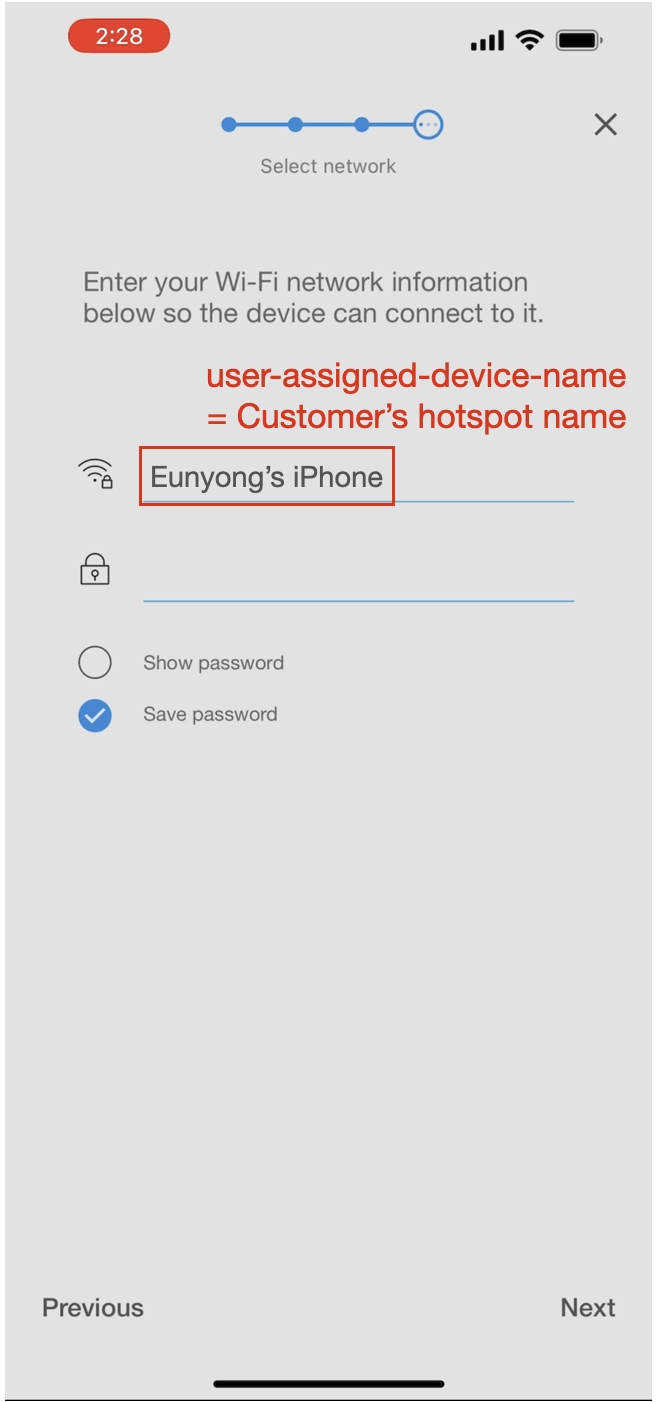 2:28
Select network
Enter your Wi-Fi network information
below so the device can connect to it.
user-assigned-device-name
= Customer’s hotspot name
Eunyong’s iPhone
Show password
Save password
Previous
Next